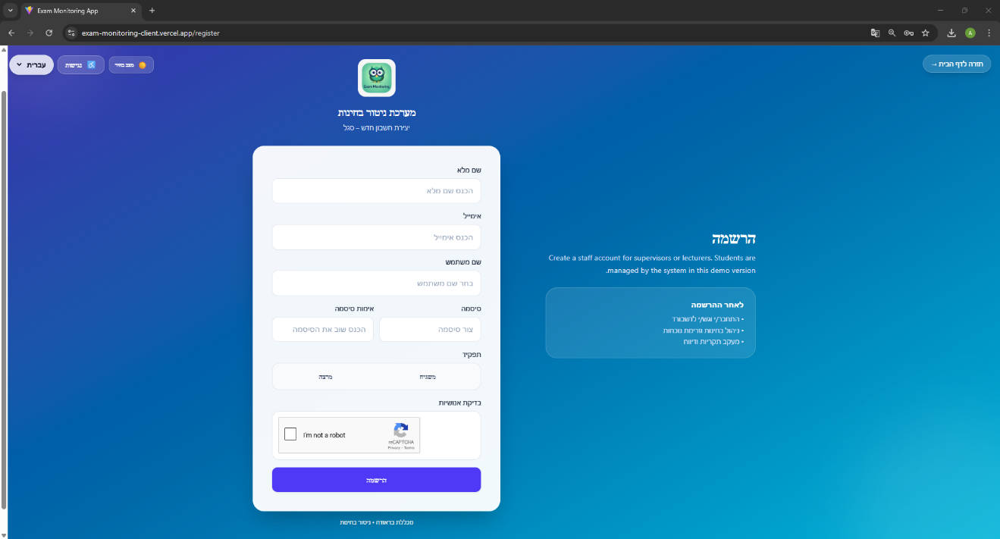 Exam Monitoring App
exam-monitoring-client.vercel.app/register
A
חזרה לדף הבית →
מצב בהיר
נגישות
עברית
Exam Monitoring
מערכת ניטור בחינות
יצירת חשבון חדש – סגל
הרשמה
Create a staff account for supervisors or lecturers. Students are
managed by the system in this demo version.
לאחר ההרשמה
• התחבר/י וגש/י לדשבורד
• ניהול בחינות וזרימת נוכחות
• מעקב תקריות ודיווח
שם מלא
הכנס שם מלא
אימייל
הכנס אימייל
שם משתמש
בחר שם משתמש
סיסמה
אימות סיסמה
צור סיסמה
הכנס שוב את הסיסמה
תפקיד
משגיח
מרצה
בדיקת אנושיות
I'm not a robot
reCAPTCHA
Privacy - Terms
הרשמה
מכללת בראודה • ניטור בחינות